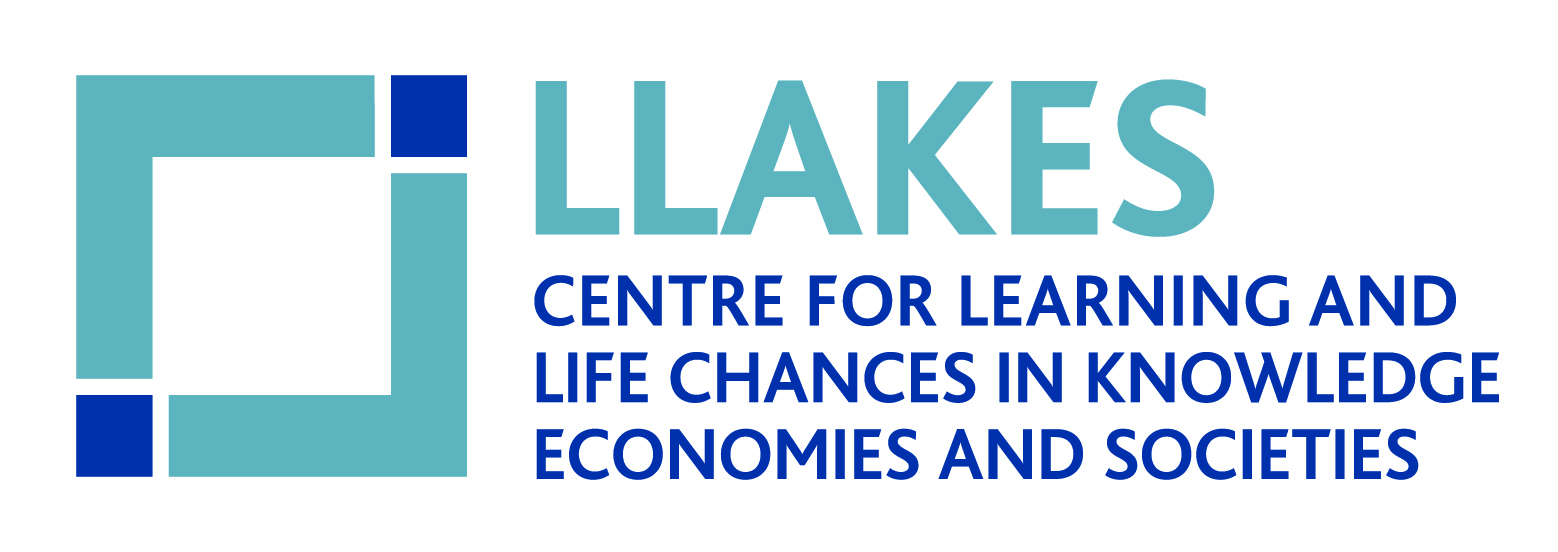 LLAKES
CENTRE FOR LEARNING AND
LIFE CHANCES IN KNOWLEDGE
ECONOMIES AND SOCIETIES